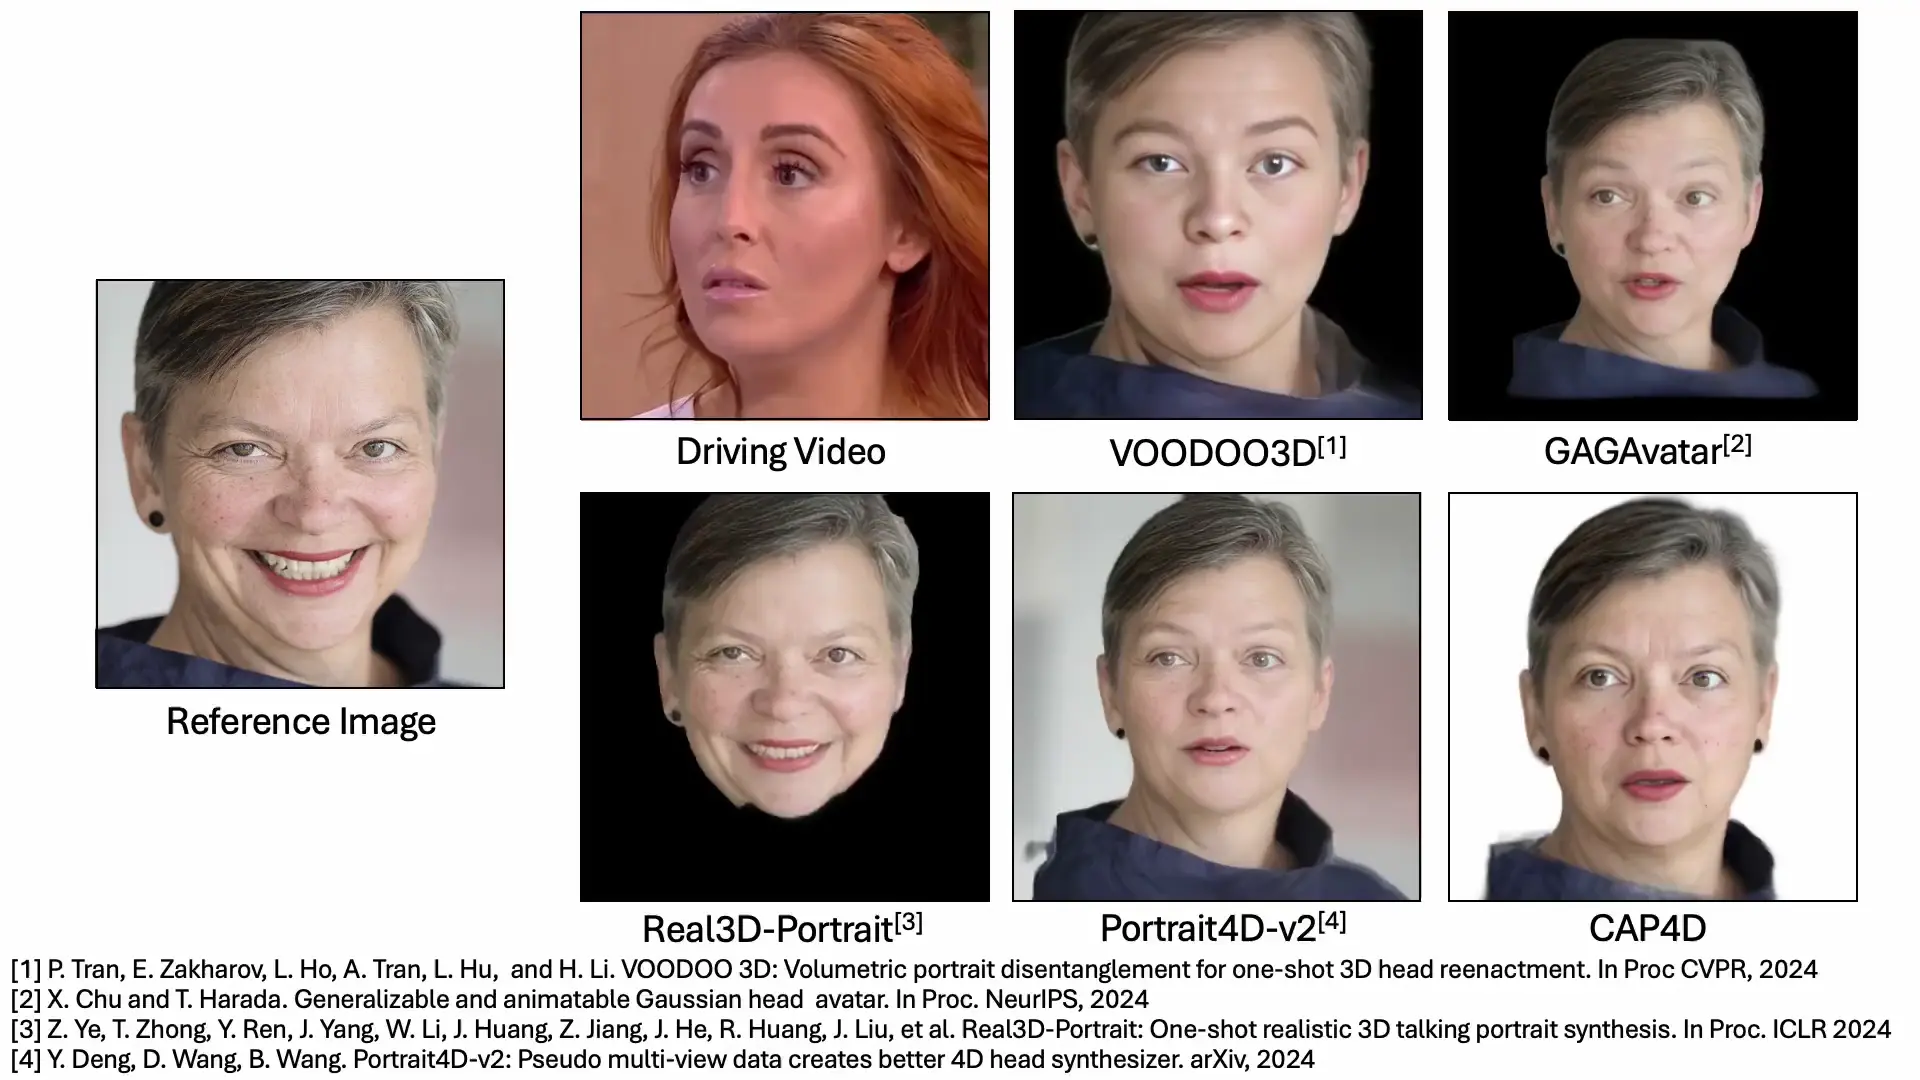 Driving Video
VOODOO3D[1]
GAGAvatar[2]
Reference Image
Real3D-Portrait[3]
Portrait4D-v2[4]
CAP4D
[1] P. Tran, E. Zakharov, L. Ho, A. Tran, L. Hu, and H. Li. VOODOO 3D: Volumetric portrait disentanglement for one-shot 3D head reenactment. In Proc CVPR, 2024
[2] X. Chu and T. Harada. Generalizable and animatable Gaussian head avatar. In Proc. NeurIPS, 2024
[3] Z. Ye, T. Zhong, Y. Ren, J. Yang, W. Li, J. Huang, Z. Jiang, J. He, R. Huang, J. Liu, et al. Real3D-Portrait: One-shot realistic 3D talking portrait synthesis. In Proc. ICLR 2024
[4] Y. Deng, D. Wang, B. Wang. Portrait4D-v2: Pseudo multi-view data creates better 4D head synthesizer. arXiv, 2024